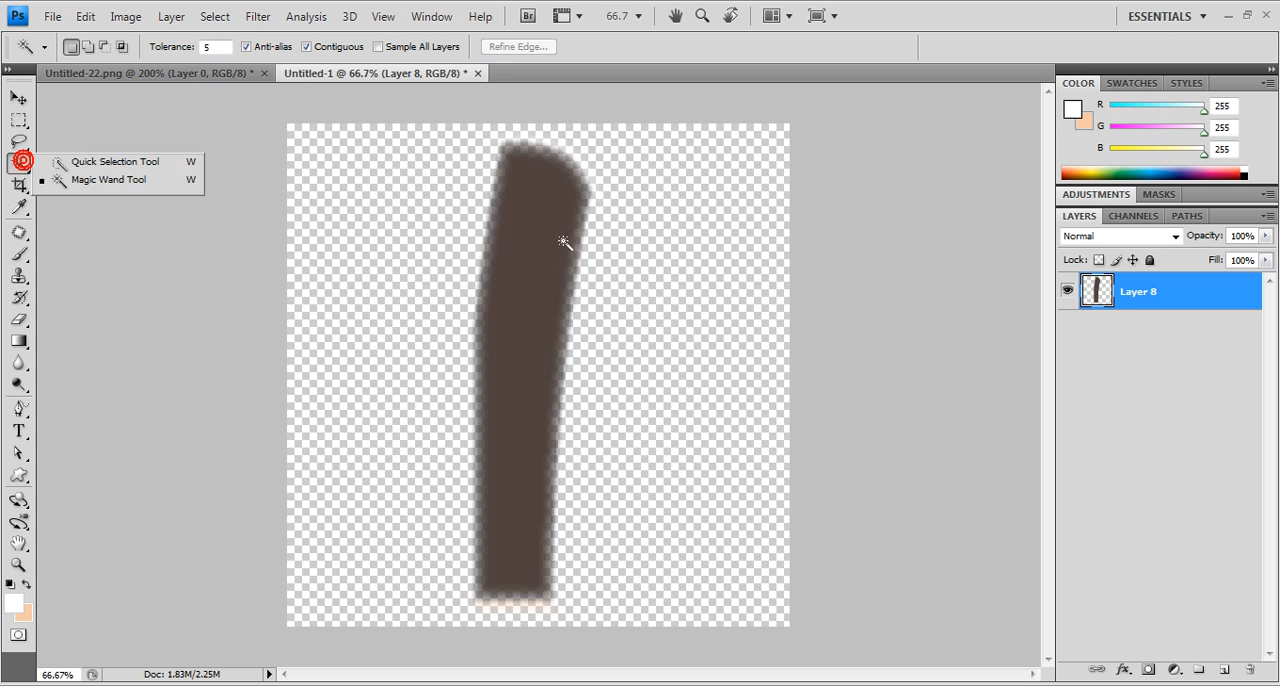 Ps File Edit Image Layer Select Filter Analysis 3D View Window Help Br 66.7 ESSENTIALS
Tolerance: 5 Anti-alias Contiguous Sample All Layers Refine Edge...
Untitled-22.png @ 200% (Layer 0, RGB/8) * Untitled-1 @ 66.7% (Layer 8, RGB/8) *
COLOR SWATCHES STYLES
R 255
G 255
B 255
Quick Selection Tool W
Magic Wand Tool W
ADJUSTMENTS MASKS
LAYERS CHANNELS PATHS
Normal Opacity: 100%
Lock: Fill: 100%
Layer 8
T
66.67% Doc: 1.83M/2.25M
fx